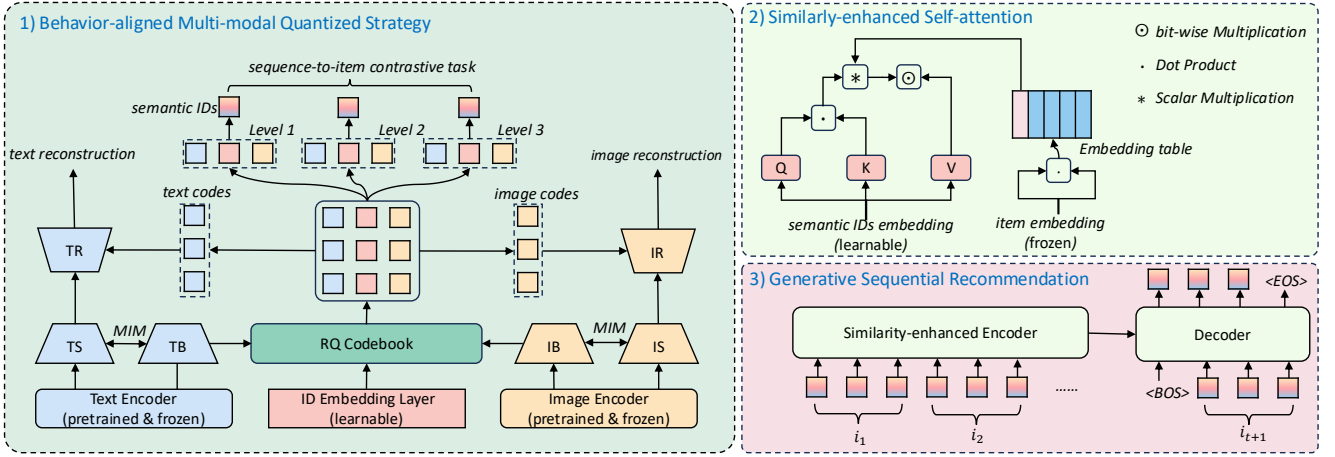 1) Behavior-aligned Multi-modal Quantized Strategy
sequence-to-item contrastive task
semantic IDs
Level 1
Level 2
Level 3
text reconstruction
image reconstruction
text codes
image codes
TR
IR
MIM
MIM
TS
TB
RQ Codebook
IB
IS
Text Encoder
(pretrained & frozen)
ID Embedding Layer
(learnable)
Image Encoder
(pretrained & frozen)
2) Similarly-enhanced Self-attention
⊙ bit-wise Multiplication
· Dot Product
* Scalar Multiplication
*
⊙
·
Embedding table
Q
K
V
·
semantic IDs embedding
(learnable)
item embedding
(frozen)
3) Generative Sequential Recommendation
<EOS>
Similarity-enhanced Encoder
Decoder
......
<BOS>
i₁
i₂
iₜ₊₁